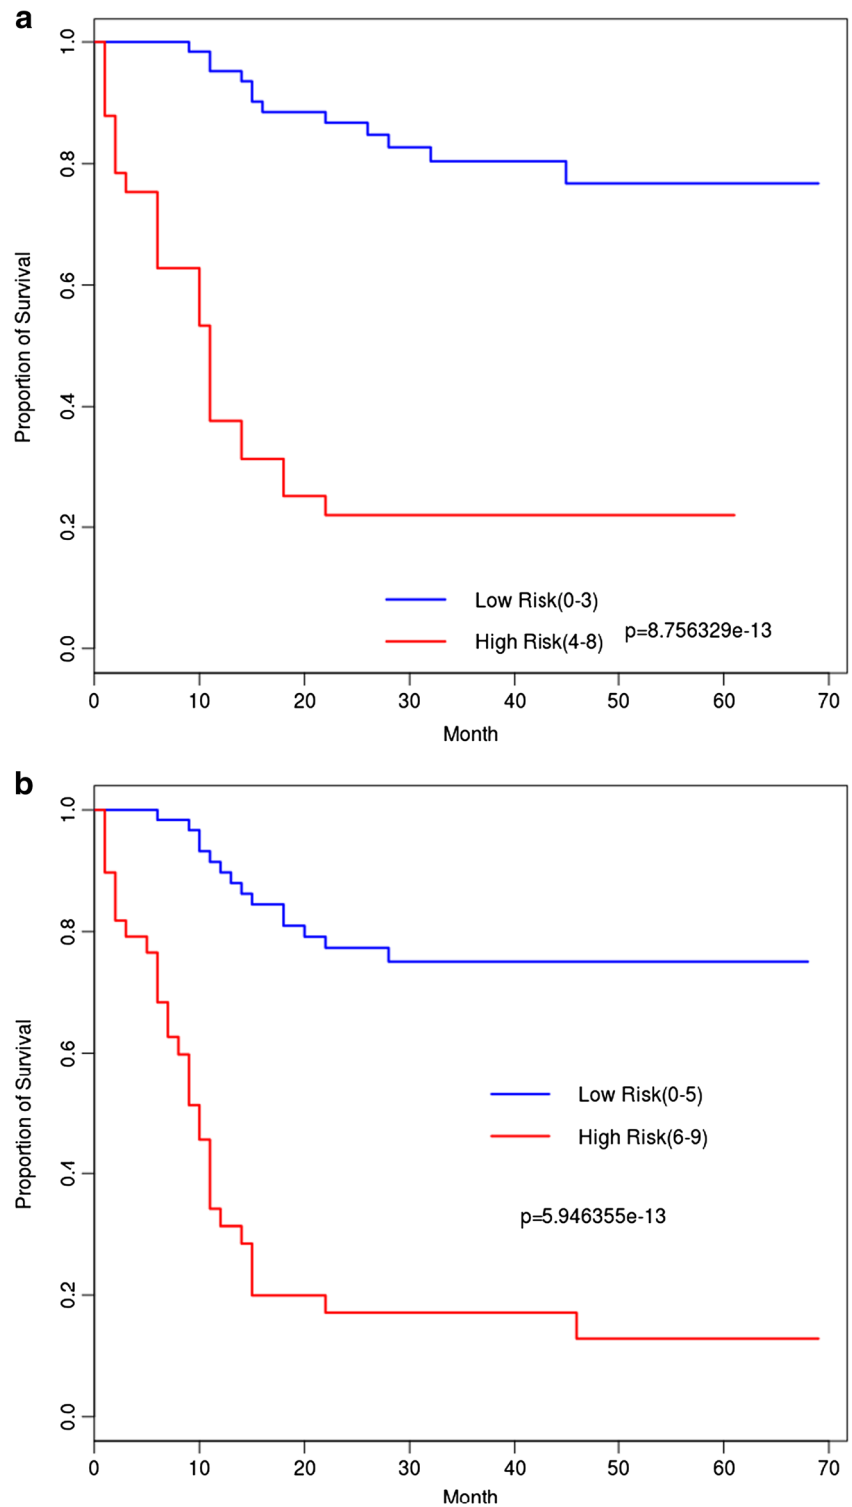 a
1.0
0.8
0.6
0.4
0.2
0.0
Proportion of Survival
Low Risk(0-3)
High Risk(4-8)
p=8.756329e-13
0 10 20 30 40 50 60 70
Month
b
1.0
0.8
0.6
0.4
0.2
0.0
Proportion of Survival
Low Risk(0-5)
High Risk(6-9)
p=5.946355e-13
0 10 20 30 40 50 60 70
Month